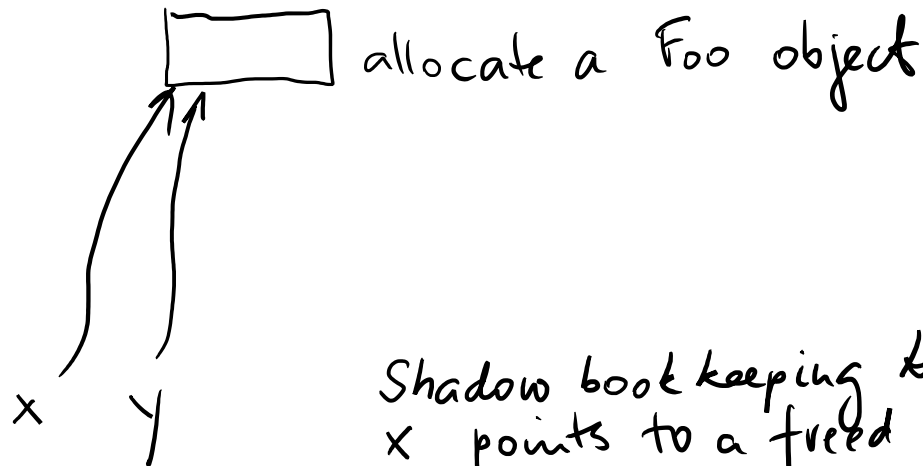 allocate a Foo object
x y
Shadow bookkeeping
x points to a freed